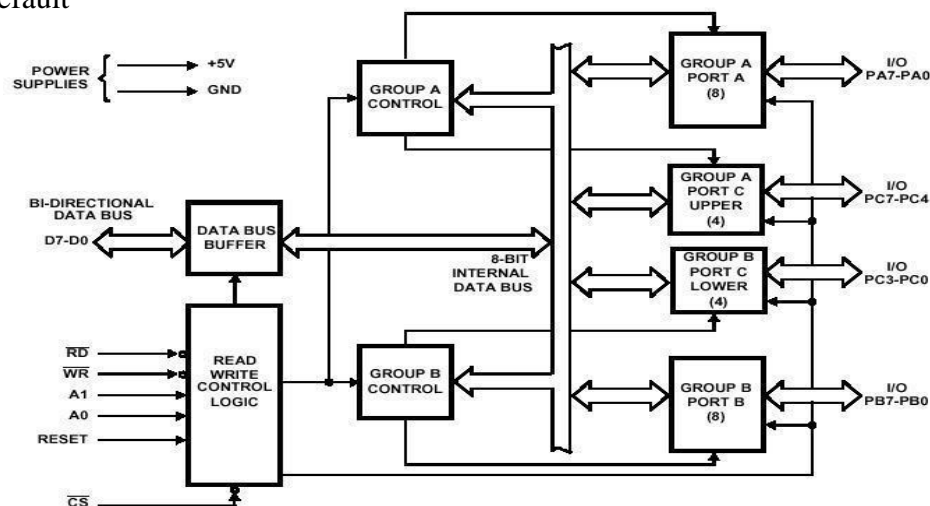 POWER
SUPPLIES
+5V
GND
GROUP A
CONTROL
GROUP A
PORT A
(8)
I/O
PA7-PA0
GROUP A
PORT C
UPPER
(4)
I/O
PC7-PC4
BI-DIRECTIONAL
DATA BUS
D7-D0
DATA BUS
BUFFER
8-BIT
INTERNAL
DATA BUS
GROUP B
PORT C
LOWER
(4)
I/O
PC3-PC0
RD
WR
A1
A0
RESET
CS
READ
WRITE
CONTROL
LOGIC
GROUP B
CONTROL
GROUP B
PORT B
(8)
I/O
PB7-PB0